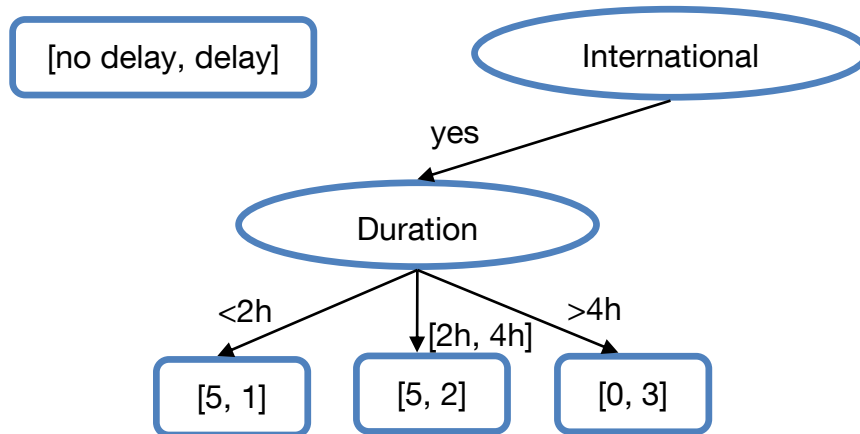 [no delay, delay]
International
yes
Duration
<2h
[2h, 4h]
>4h
[5, 1]
[5, 2]
[0, 3]